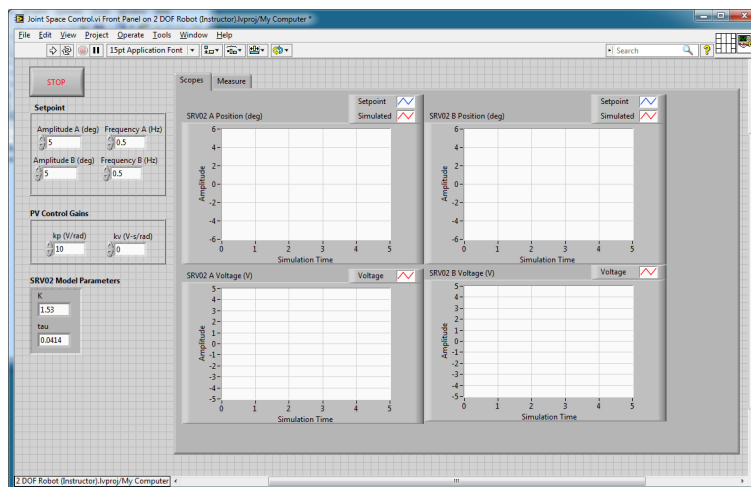 Joint Space Control.vi Front Panel on 2 DOF Robot (Instructor).lvproj/My Computer *
File Edit View Project Operate Tools Window Help
15pt Application Font
Search
?
STOP
Setpoint
Amplitude A (deg) Frequency A (Hz)
5 0.5
Amplitude B (deg) Frequency B (Hz)
5 0.5
PV Control Gains
kp (V/rad) kv (V-s/rad)
10 0
SRV02 Model Parameters
K
1.53
tau
0.0414
Scopes Measure
Setpoint
SRV02 A Position (deg) Simulated
6
4
2
0
-2
-4
-6
Amplitude
0 1 2 3 4 5
Simulation Time
Setpoint
SRV02 B Position (deg) Simulated
6
4
2
0
-2
-4
-6
Amplitude
0 1 2 3 4 5
Simulation Time
SRV02 A Voltage (V) Voltage
5
4
3
2
1
0
-1
-2
-3
-4
-5
Amplitude
0 1 2 3 4 5
Simulation Time
SRV02 B Voltage (V) Voltage
5
4
3
2
1
0
-1
-2
-3
-4
-5
Amplitude
0 1 2 3 4 5
Simulation Time
2 DOF Robot (Instructor).lvproj/My Computer